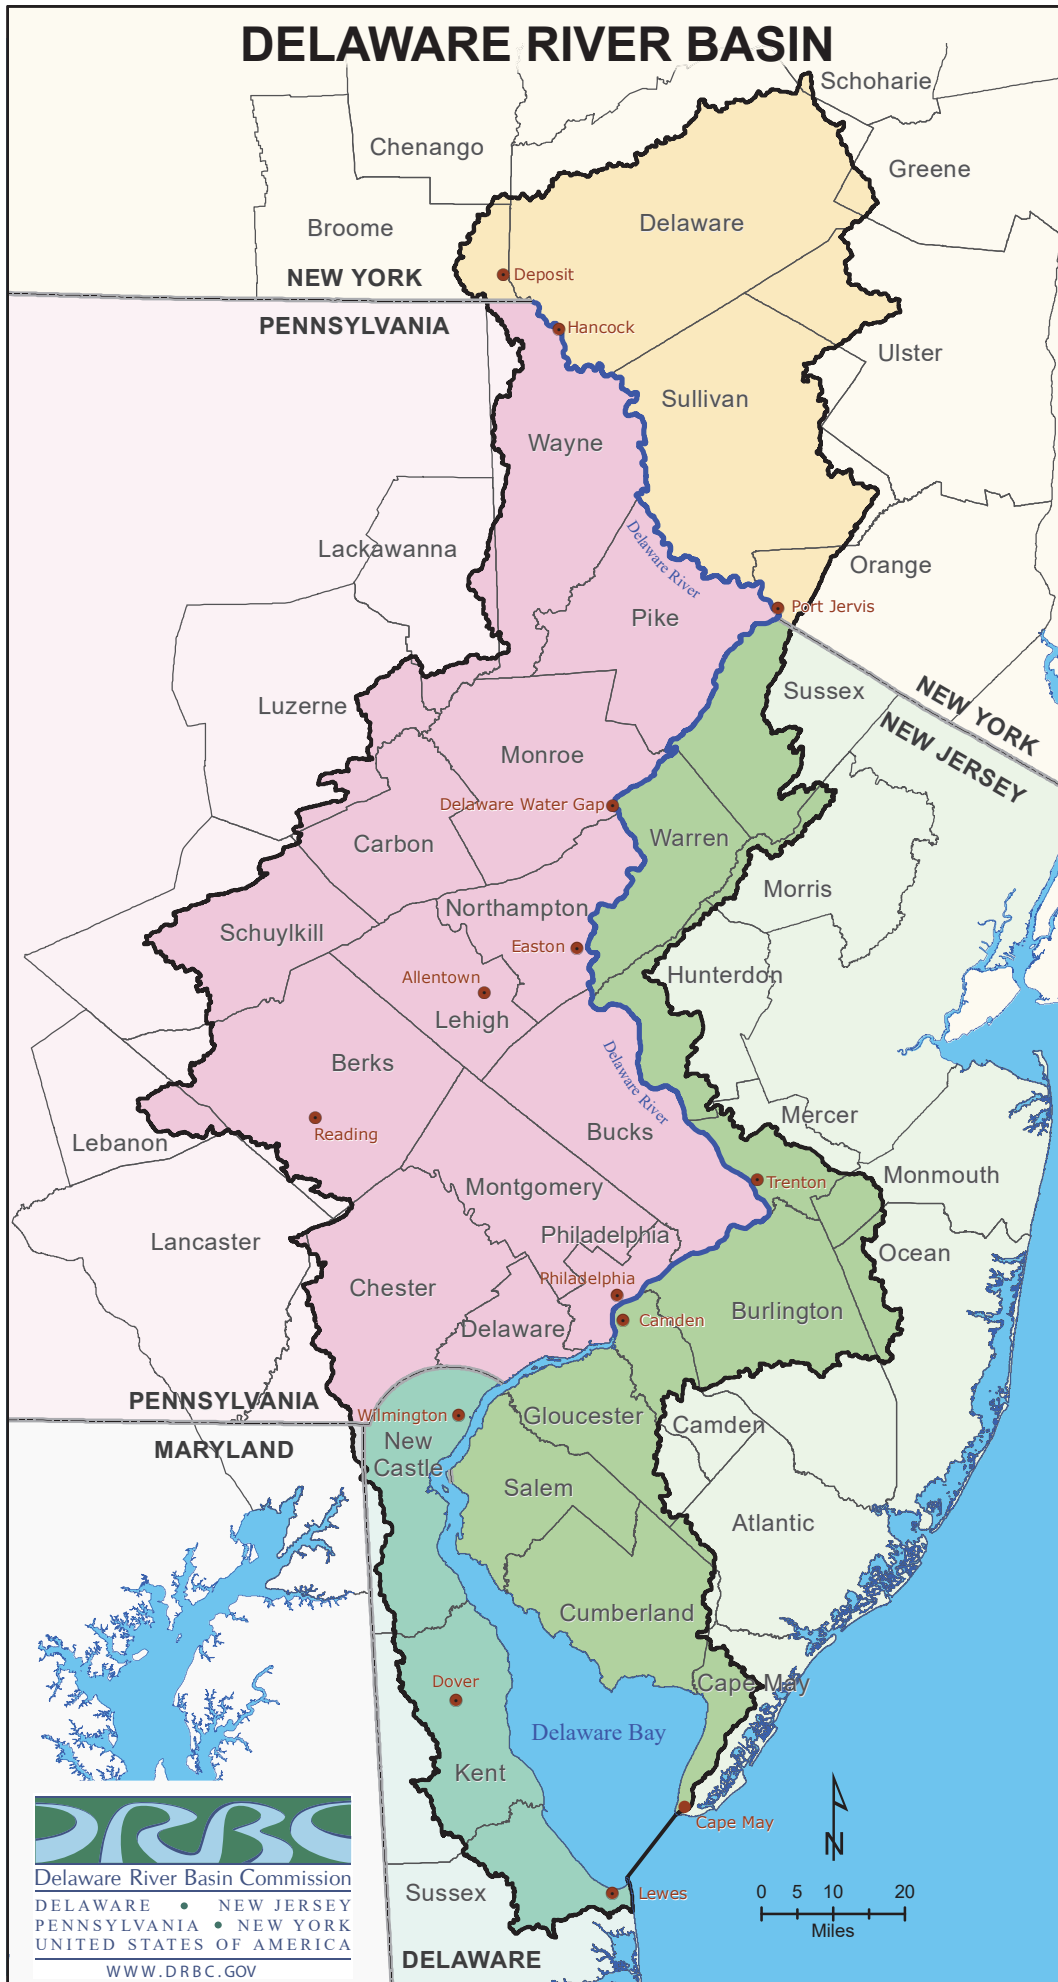 DELAWARE RIVER BASIN
Schoharie
Chenango
Greene
Broome
Delaware
NEW YORK
Deposit
PENNSYLVANIA
Hancock
Ulster
Sullivan
Wayne
Lackawanna
Delaware River
Orange
Port Jervis
Pike
Sussex
NEW YORK
Luzerne
NEW JERSEY
Monroe
Delaware Water Gap
Warren
Carbon
Morris
Northampton
Schuylkill
Easton
Hunterdon
Allentown
Lehigh
Berks
Delaware River
Reading
Bucks
Mercer
Lebanon
Monmouth
Trenton
Montgomery
Lancaster
Philadelphia
Ocean
Philadelphia
Chester
Burlington
Camden
Delaware
PENNSYLVANIA
Wilmington
Gloucester
Camden
New
Castle
MARYLAND
Salem
Atlantic
Cumberland
Dover
Cape May
Delaware Bay
Kent
Cape May
N
Delaware River Basin Commission
DELAWARE • NEW JERSEY
PENNSYLVANIA • NEW YORK
UNITED STATES OF AMERICA
WWW.DRBC.GOV
DRBC
Sussex
Lewes
0 5 10 20
Miles
DELAWARE